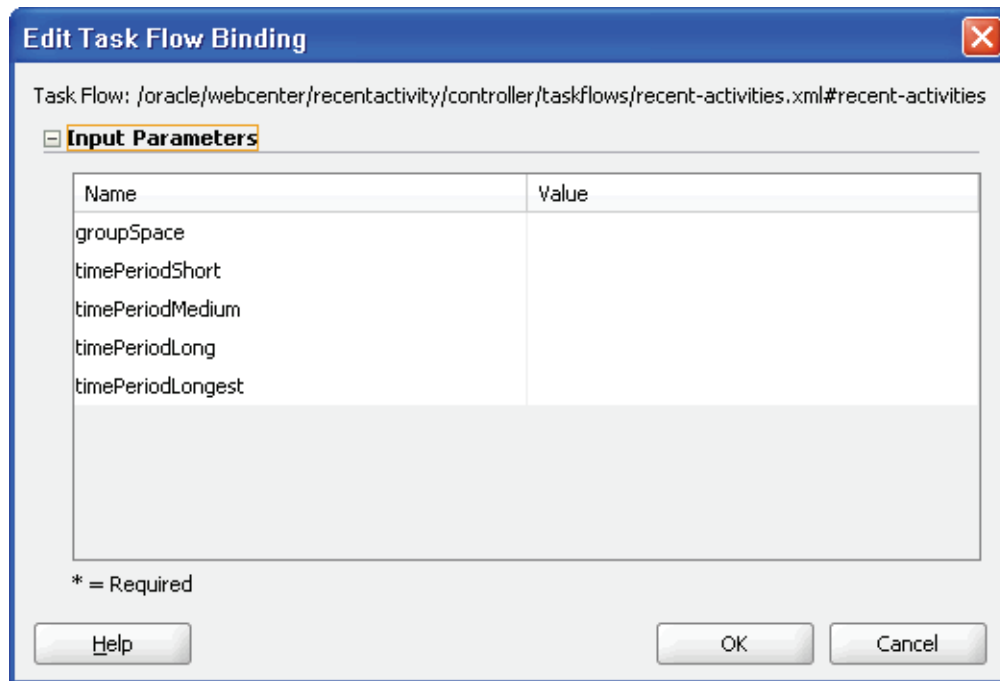 Edit Task Flow Binding
Task Flow: /oracle/webcenter/recentactivity/controller/taskflows/recent-activities.xml#recent-activities
Input Parameters
Name Value
groupSpace
timePeriodShort
timePeriodMedium
timePeriodLong
timePeriodLongest
* = Required
Help OK Cancel